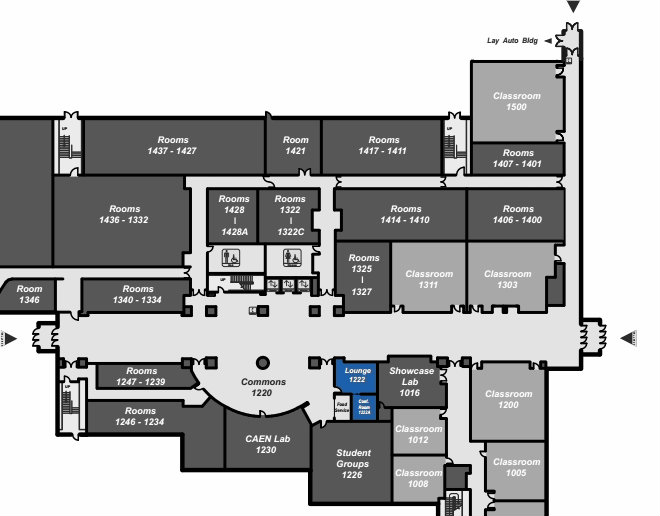 Lay Auto Bldg
Classroom
1500
UP
Rooms
1437 - 1427
Room
1421
Rooms
1417 - 1411
UP
Rooms
1407 - 1401
Rooms
1436 - 1332
Rooms
1428
I
1428A
Rooms
1322
I
1322C
Rooms
1414 - 1410
Rooms
1406 - 1400
Rooms
1325
I
1327
Classroom
1311
Classroom
1303
UP
Room
1346
Rooms
1340 - 1334
Rooms
1247 - 1239
Commons
1220
Lounge
1222
Showcase
Lab
1016
UP
Rooms
1246 - 1234
Food
Service
Conf.
Room
Classroom
1200
CAEN Lab
1230
Classroom
1012
Student
Groups
1226
Classroom
1008
Classroom
1005